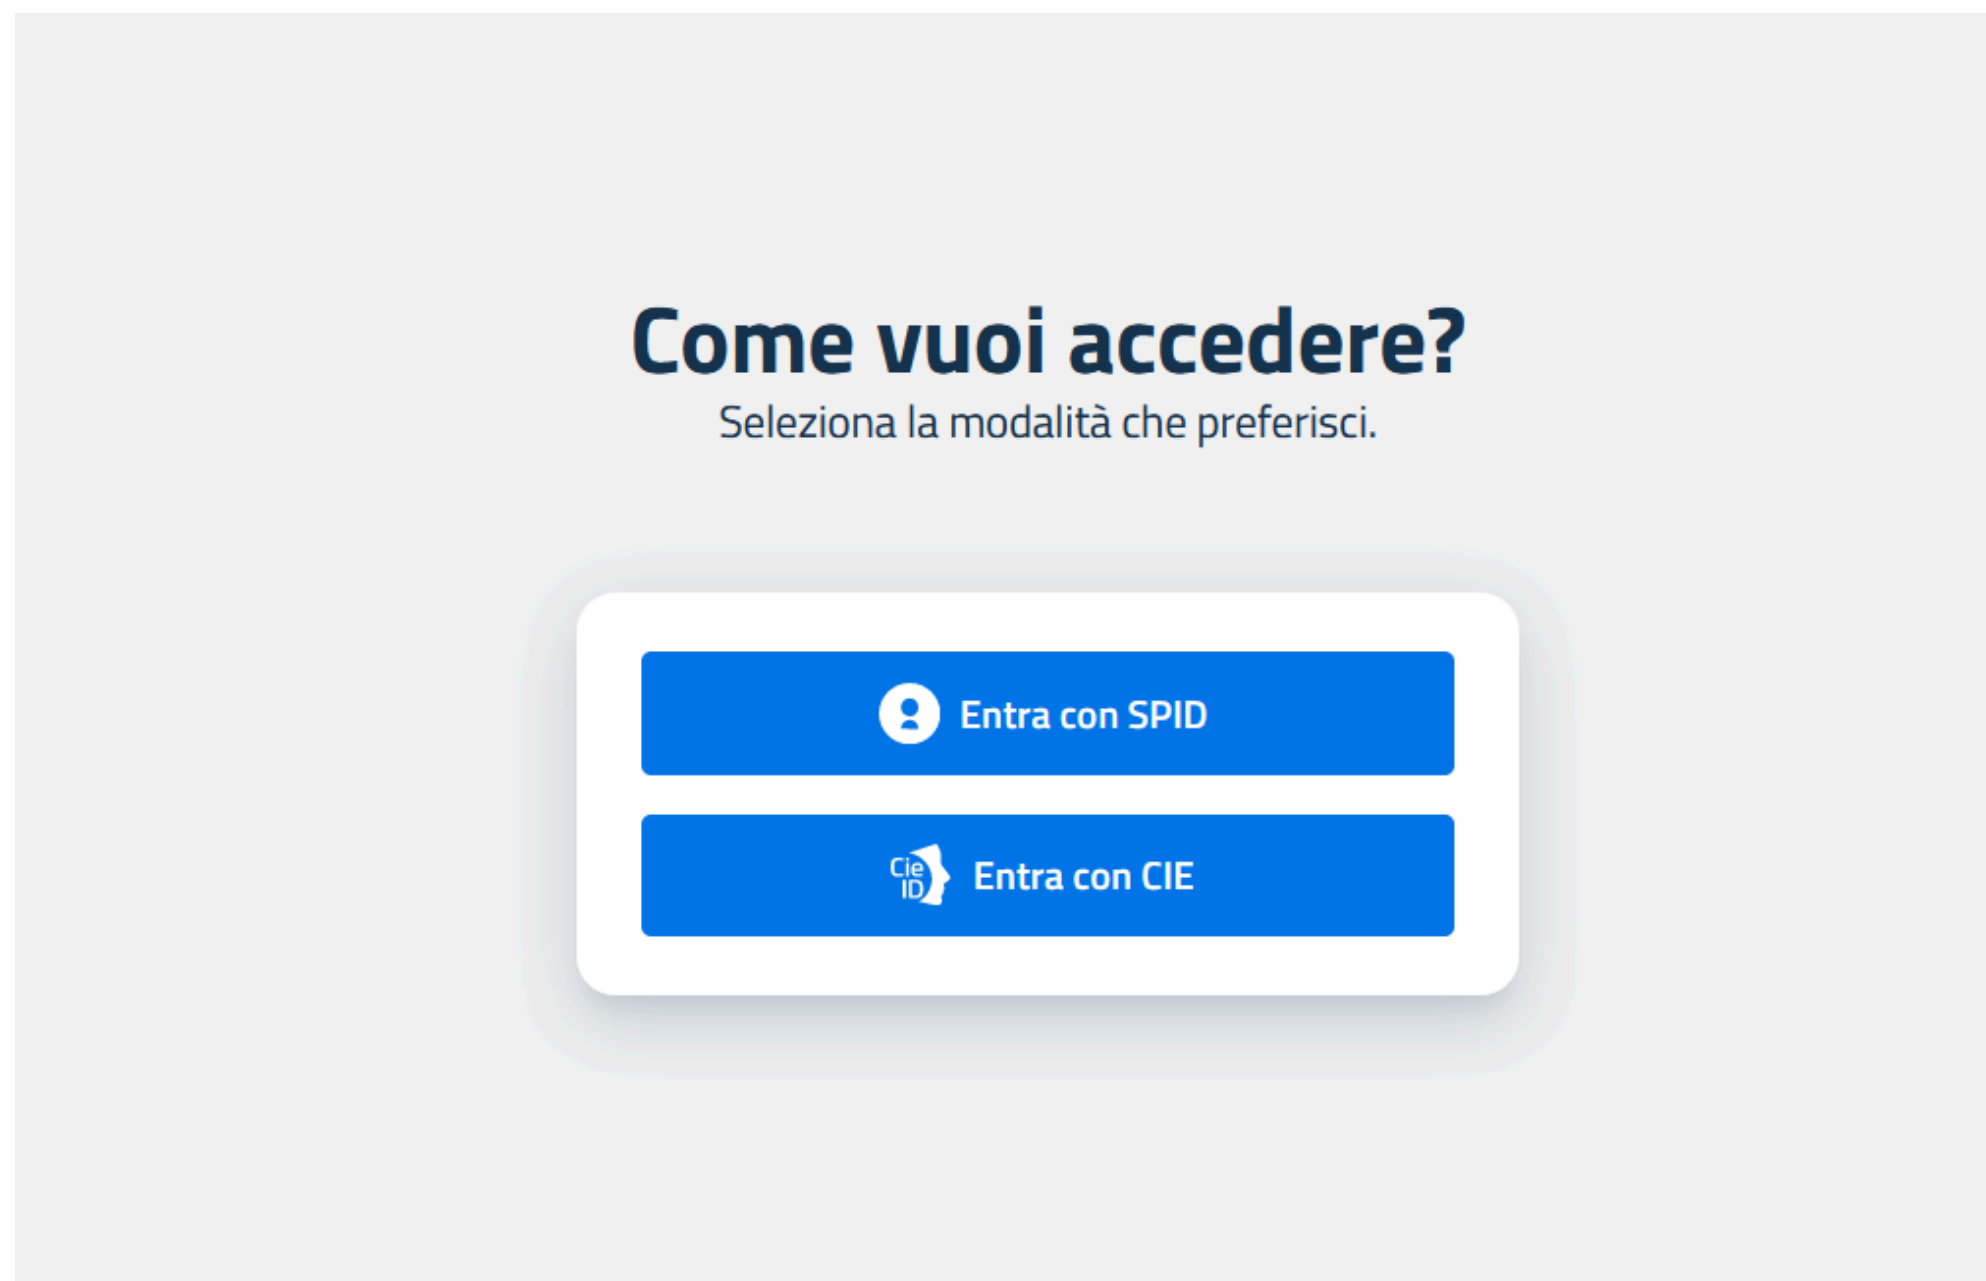 Come vuoi accedere?
Seleziona la modalità che preferisci.
Entra con SPID
Cie
ID
Entra con CIE